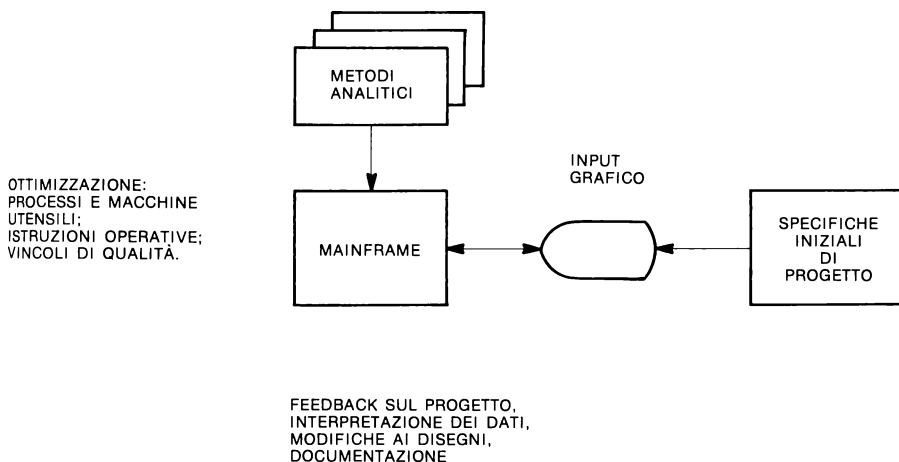 METODI
ANALITICI
INPUT
GRAFICO
OTTIMIZZAZIONE:
PROCESSI E MACCHINE
UTENSILI;
ISTRUZIONI OPERATIVE;
VINCOLI DI QUALITÀ.
MAINFRAME
SPECIFICHE
INIZIALI
DI
PROGETTO
FEEDBACK SUL PROGETTO,
INTERPRETAZIONE DEI DATI,
MODIFICHE AI DISEGNI,
DOCUMENTAZIONE